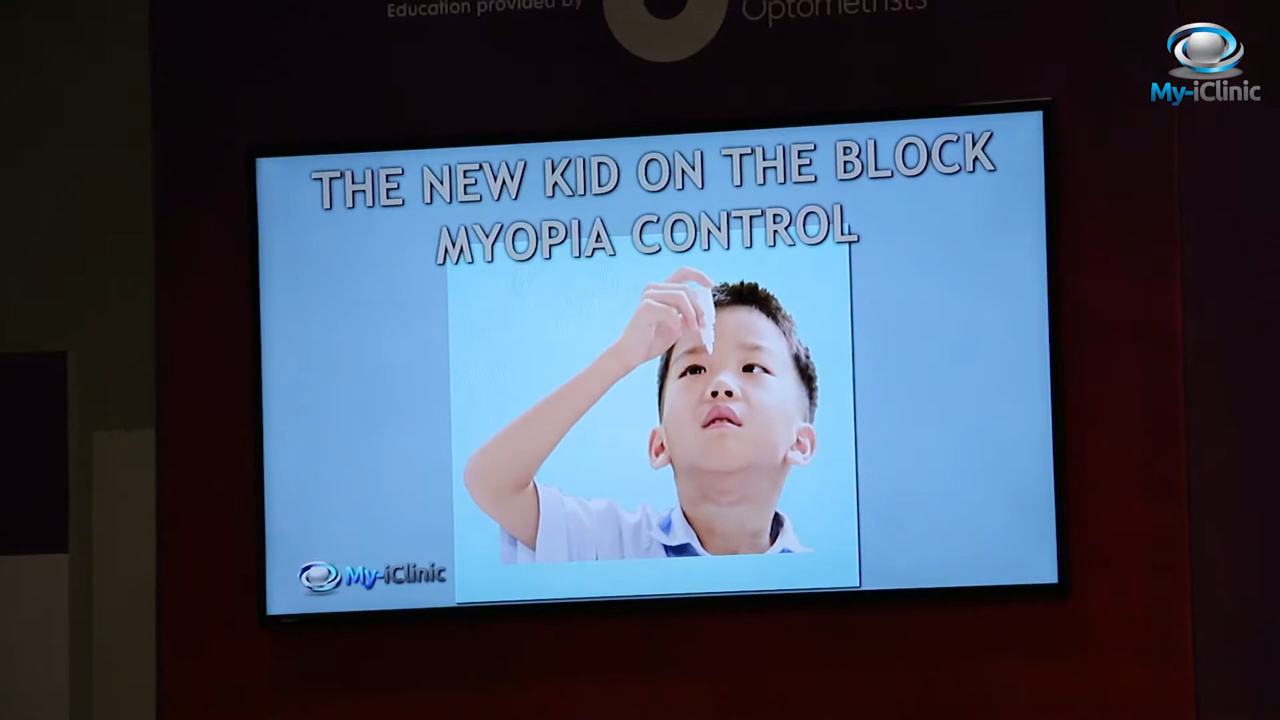 Education provided by
Optometrists
My-iClinic
THE NEW KID ON THE BLOCK
MYOPIA CONTROL
My-iClinic